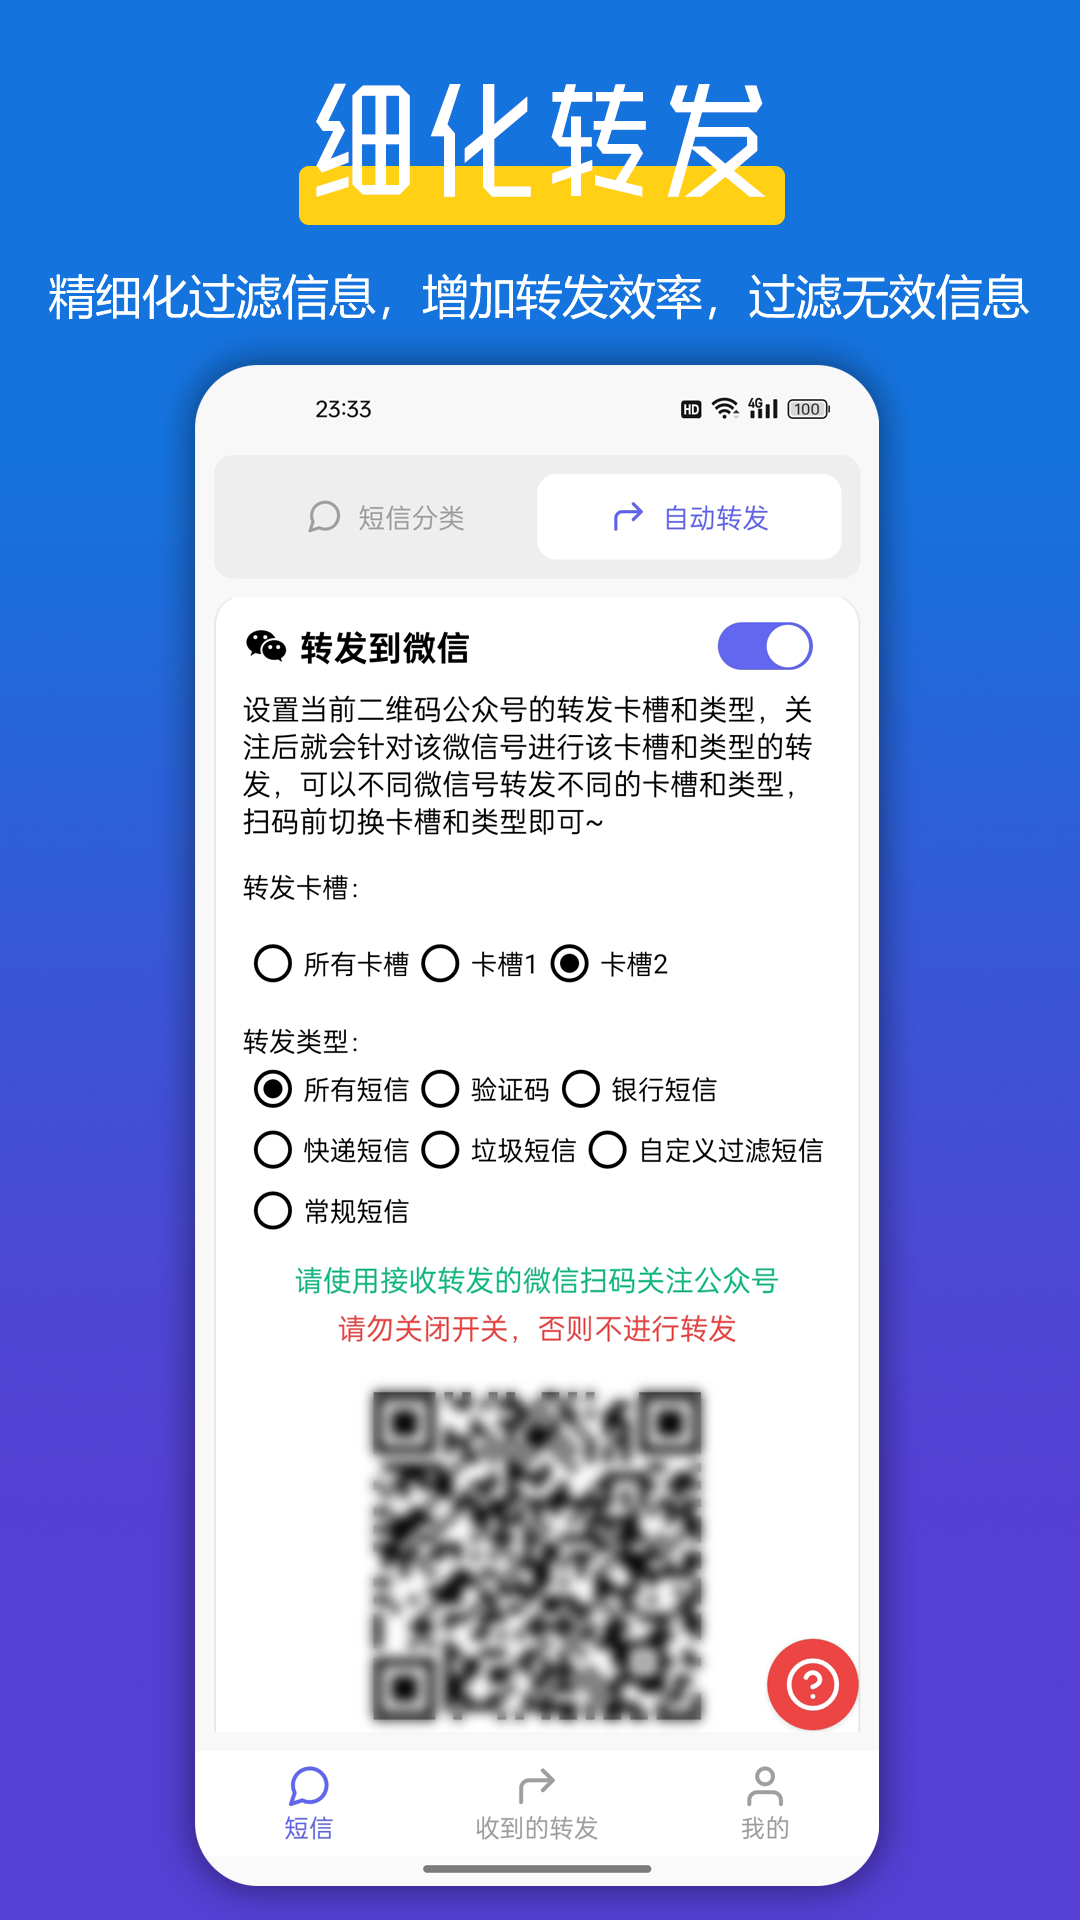 细化转发
精细化过滤信息，增加转发效率，过滤无效信息
23:33 HD 4G 100
短信分类 自动转发
转发到微信
设置当前二维码公众号的转发卡槽和类型，关
注后就会针对该微信号进行该卡槽和类型的转
发，可以不同微信号转发不同的卡槽和类型，
扫码前切换卡槽和类型即可~
转发卡槽：
所有卡槽 卡槽1 卡槽2
转发类型：
所有短信 验证码 银行短信
快递短信 垃圾短信 自定义过滤短信
常规短信
请使用接收转发的微信扫码关注公众号
请勿关闭开关，否则不进行转发
短信 收到的转发 我的